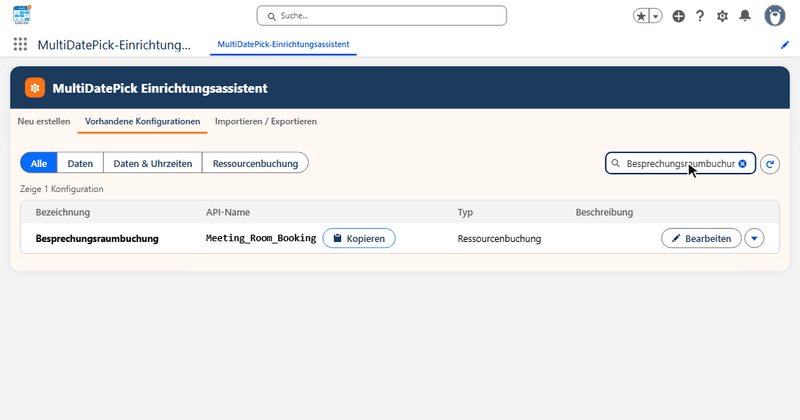 Suche...
MultiDatePick-Einrichtung...
MultiDatePick-Einrichtungsassistent
MultiDatePick Einrichtungsassistent
Neu erstellen
Vorhandene Konfigurationen
Importieren / Exportieren
Alle
Daten
Daten & Uhrzeiten
Ressourcenbuchung
Besprechungsraumbuchur
Zeige 1 Konfiguration
Bezeichnung
API-Name
Typ
Beschreibung
Besprechungsraumbuchung
Meeting_Room_Booking
Kopieren
Ressourcenbuchung
Bearbeiten